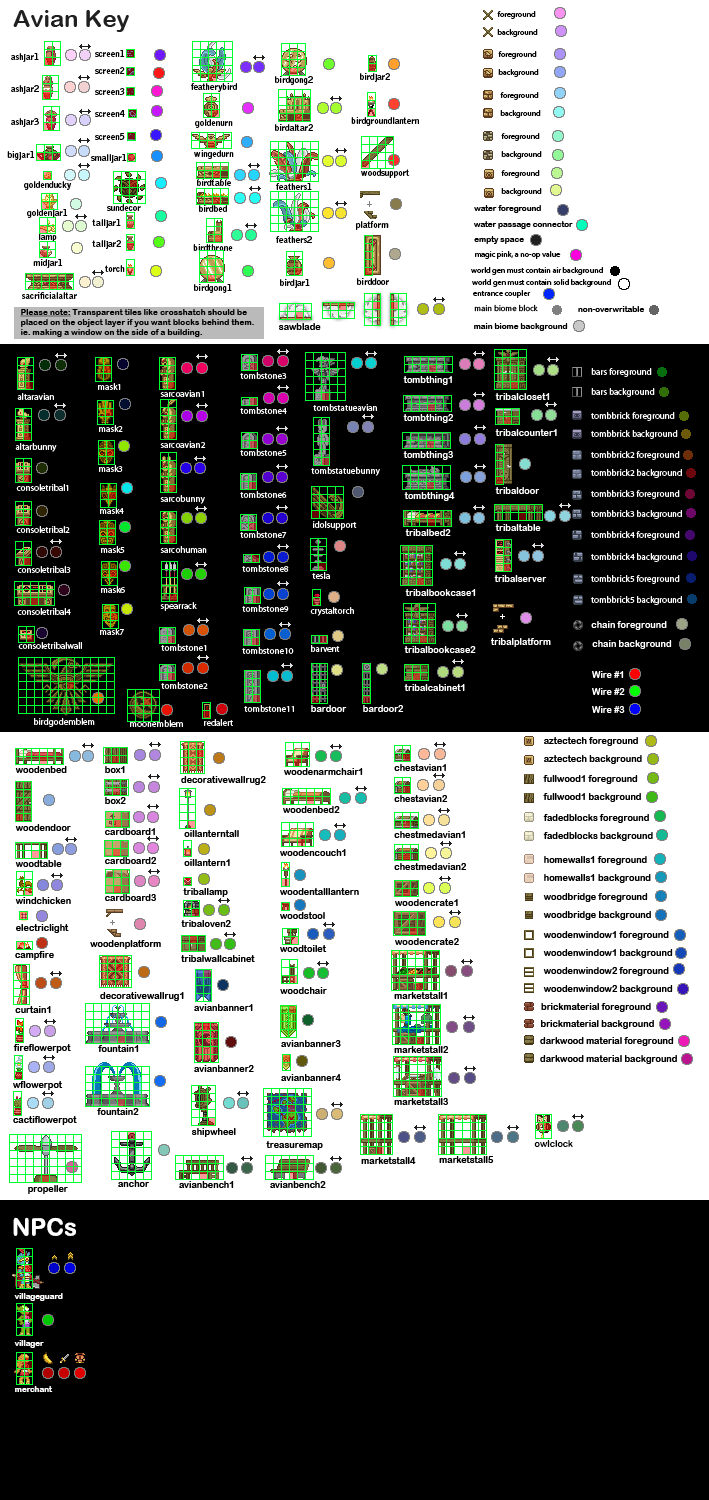 Avian Key
ashjar1
ashjar2
ashjar3
bigjar1
goldenducky
goldenjar1
lamp
midjar1
sacrificialaltar
screen1
screen2
screen3
screen4
screen5
smalljar1
sundecor
talljar1
talljar2
torch
featherybird
goldenurn
wingedurn
birdtable
birdbed
birdthrone
birdgong1
birdgong2
birdaltar2
feathers1
feathers2
birdjar1
sawblade
birdjar2
birdgroundlantern
woodsupport
platform
birddoor
foreground
background
foreground
background
foreground
background
foreground
background
foreground
background
water foreground
water passage connector
empty space
magic pink, a no-op value
world gen must contain air background
world gen must contain solid background
entrance coupler
main biome block
non-overwritable
main biome background
Please note: Transparent tiles like crosshatch should be
placed on the object layer if you want blocks behind them.
ie. making a window on the side of a building.
altaravian
altarbunny
consoletribal1
consoletribal2
consoletribal3
consoletribal4
consoletribalwall
birdgodemblem
mask1
mask2
mask3
mask4
mask5
mask6
mask7
moonemblem
sarcoavian1
sarcoavian2
sarcobunny
sarcohuman
spearrack
tombstone1
tombstone2
redalert
tombstone3
tombstone4
tombstone5
tombstone6
tombstone7
tombstone8
tombstone9
tombstone10
tombstone11
tombstatueavian
tombstatuebunny
idolsupport
tesla
crystaltorch
barvent
bardoor
bardoor2
tombthing1
tombthing2
tombthing3
tombthing4
tribalbed2
tribalbookcase1
tribalbookcase2
tribalcabinet1
tribalcloset1
tribalcounter1
tribaldoor
tribaltable
tribalserver
tribalplatform
bars foreground
bars background
tombbrick foreground
tombbrick background
tombbrick2 foreground
tombbrick2 background
tombbrick3 foreground
tombbrick3 background
tombbrick4 foreground
tombbrick4 background
tombbrick5 foreground
tombbrick5 background
chain foreground
chain background
Wire #1
Wire #2
Wire #3
woodenbed
woodendoor
woodtable
windchicken
electriclight
campfire
curtain1
fireflowerpot
wflowerpot
cactiflowerpot
propeller
box1
box2
cardboard1
cardboard2
cardboard3
woodenplatform
decorativewallrug1
fountain1
fountain2
anchor
decorativewallrug2
oillanterntall
oillantern1
triballamp
tribaloven2
tribalwallcabinet
avianbanner1
avianbanner2
shipwheel
avianbench1
woodenarmchair1
woodenbed2
woodencouch1
woodentalllantern
woodstool
woodtoilet
woodchair
avianbanner3
avianbanner4
treasuremap
avianbench2
chestavian1
chestavian2
chestmedavian1
chestmedavian2
woodencrate1
woodencrate2
marketstall1
marketstall2
marketstall3
marketstall4
marketstall5
owlclock
aztectech foreground
aztectech background
fullwood1 foreground
fullwood1 background
fadedblocks foreground
fadedblocks background
homewalls1 foreground
homewalls1 background
woodbridge foreground
woodbridge background
woodenwindow1 foreground
woodenwindow1 background
woodenwindow2 foreground
woodenwindow2 background
brickmaterial foreground
brickmaterial background
darkwood material foreground
darkwood material background
NPCs
villageguard
villager
merchant